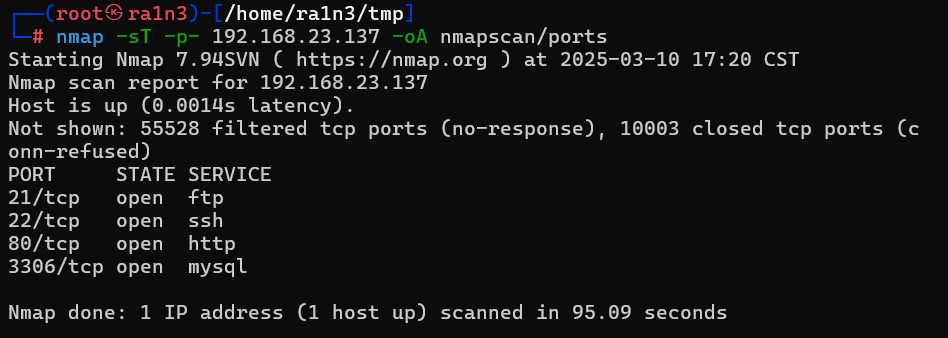 ┌──(root㉿ra1n3)-[/home/ra1n3/tmp]
└─# nmap -sT -p- 192.168.23.137 -oA nmapscan/ports
Starting Nmap 7.94SVN ( https://nmap.org ) at 2025-03-10 17:20 CST
Nmap scan report for 192.168.23.137
Host is up (0.0014s latency).
Not shown: 55528 filtered tcp ports (no-response), 10003 closed tcp ports (c
onn-refused)
PORT     STATE SERVICE
21/tcp   open  ftp
22/tcp   open  ssh
80/tcp   open  http
3306/tcp open  mysql
Nmap done: 1 IP address (1 host up) scanned in 95.09 seconds